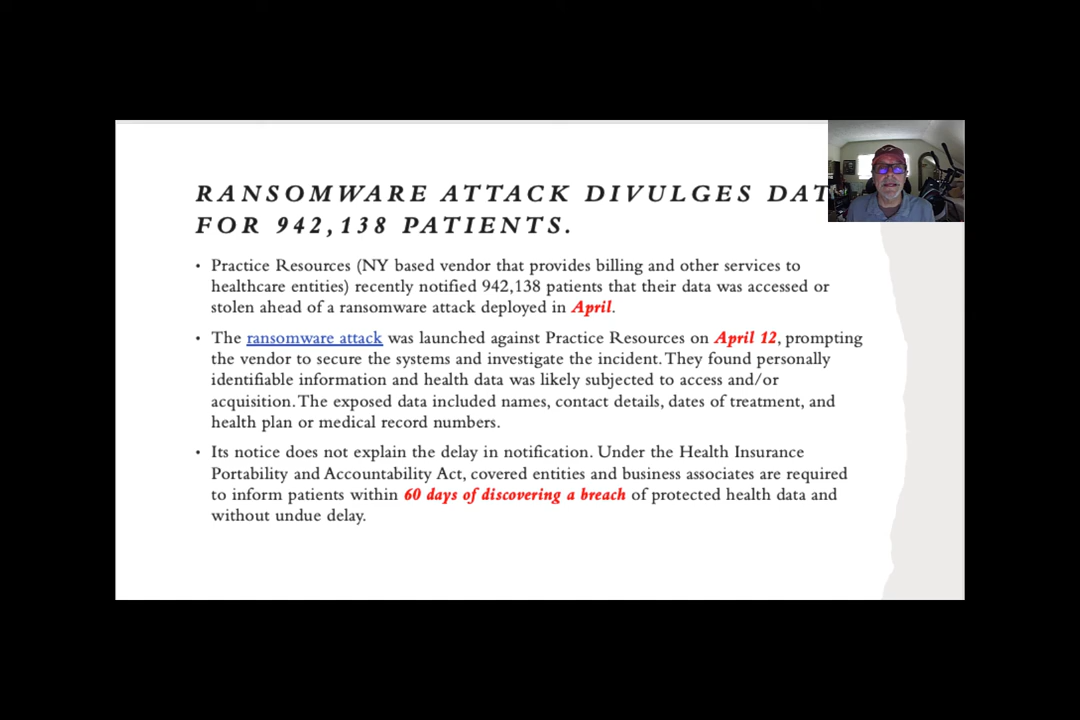 RANSOMWARE ATTACK DIVULGES DAT
FOR 942,138 PATIENTS.
• Practice Resources (NY based vendor that provides billing and other services to
healthcare entities) recently notified 942,138 patients that their data was accessed or
stolen ahead of a ransomware attack deployed in April.
• The ransomware attack was launched against Practice Resources on April 12, prompting
the vendor to secure the systems and investigate the incident. They found personally
identifiable information and health data was likely subjected to access and/or
acquisition. The exposed data included names, contact details, dates of treatment, and
health plan or medical record numbers.
• Its notice does not explain the delay in notification. Under the Health Insurance
Portability and Accountability Act, covered entities and business associates are required
to inform patients within 60 days of discovering a breach of protected health data and
without undue delay.